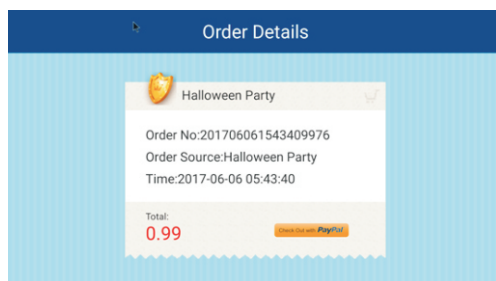 Order Details
Halloween Party
Order No:201706061543409976
Order Source:Halloween Party
Time:2017-06-06 05:43:40
Total:
0.99
Check Out with PayPal